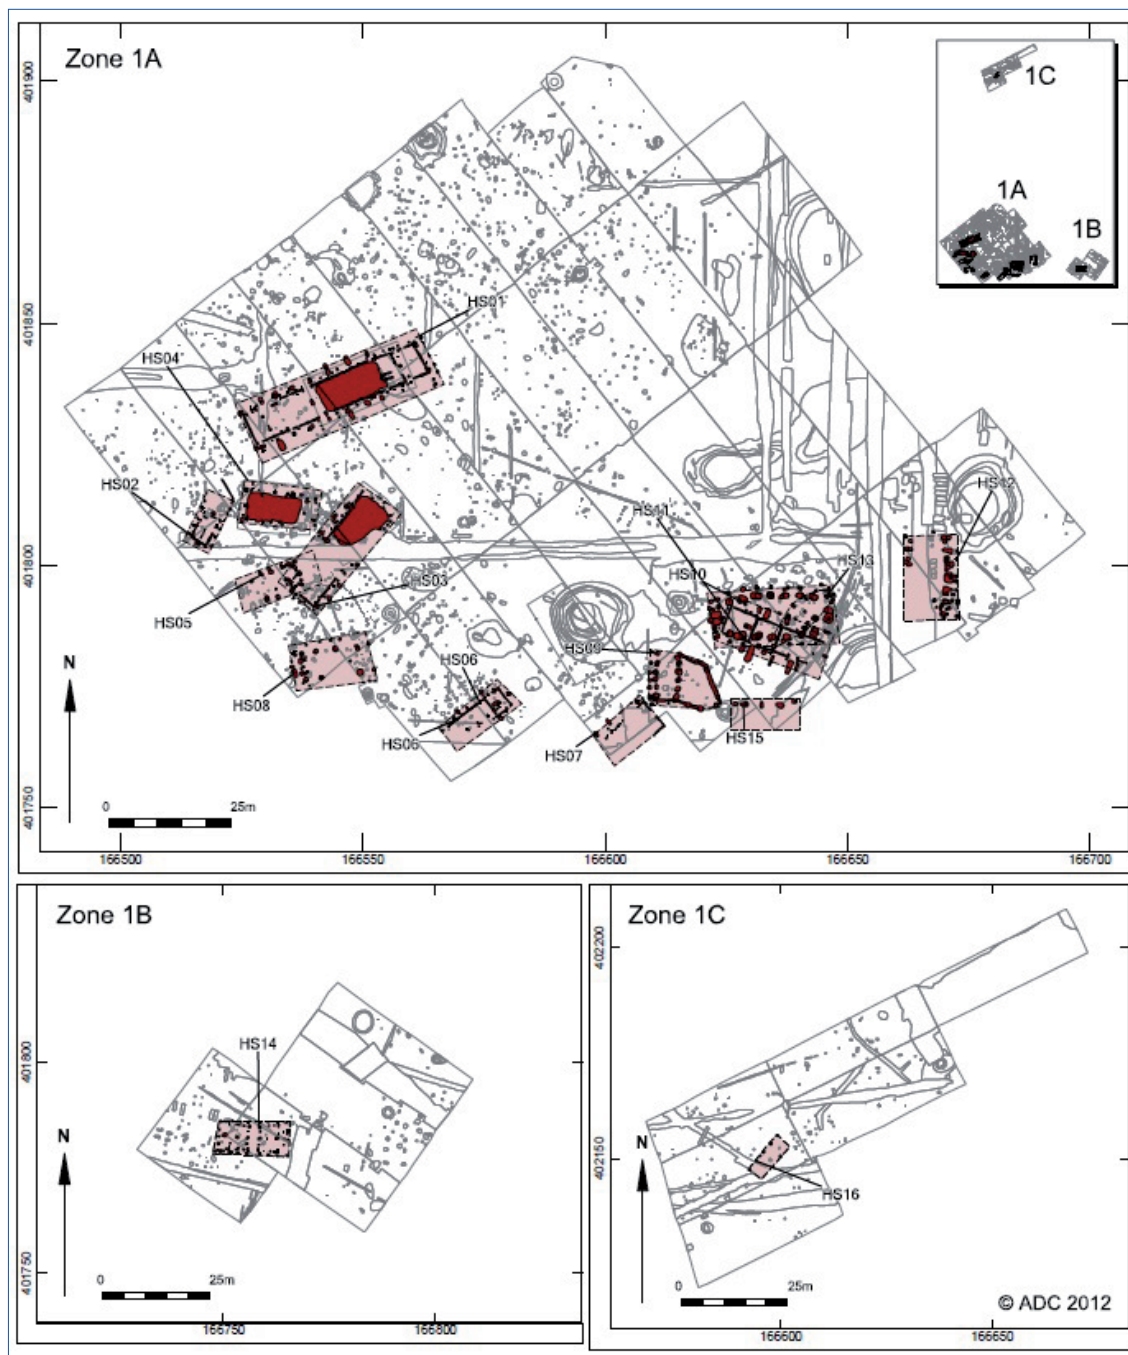 Zone 1A
1C
1A
1B
401900
401850
401800
401750
HS01
HS04
HS02
HS03
HS05
HS08
HS06
HS06
HS07
HS09
HS10
HS11
HS13
HS12
HS15
N
0 25m
166500 166550 166600 166650 166700
Zone 1B
401800
401750
HS14
N
0 25m
166750 166800
Zone 1C
402200
402150
HS16
N
0 25m
© ADC 2012
166600 166650